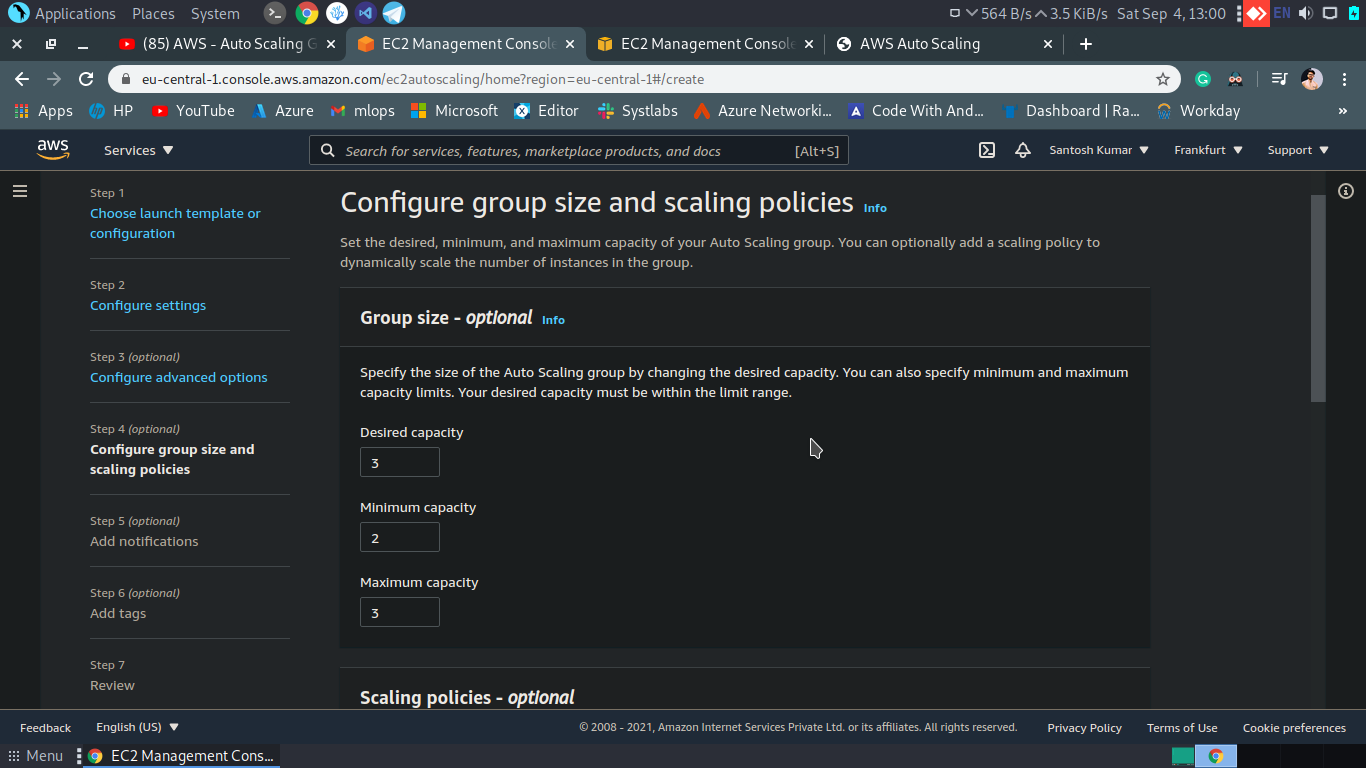 Applications Places System 564 B/s 3.5 KiB/s Sat Sep 4, 13:00 EN
(85) AWS - Auto Scaling G EC2 Management Console EC2 Management Console AWS Auto Scaling
eu-central-1.console.aws.amazon.com/ec2autoscaling/home?region=eu-central-1#/create
Apps HP YouTube Azure mlops Microsoft Editor Systlabs Azure Networki... Code With And... Dashboard | Ra... Workday »
aws Services Search for services, features, marketplace products, and docs [Alt+S] Santosh Kumar Frankfurt Support
Step 1
Choose launch template or
configuration
Step 2
Configure settings
Step 3 (optional)
Configure advanced options
Step 4 (optional)
Configure group size and
scaling policies
Step 5 (optional)
Add notifications
Step 6 (optional)
Add tags
Step 7
Review
Configure group size and scaling policies Info
Set the desired, minimum, and maximum capacity of your Auto Scaling group. You can optionally add a scaling policy to
dynamically scale the number of instances in the group.
Group size - optional Info
Specify the size of the Auto Scaling group by changing the desired capacity. You can also specify minimum and maximum
capacity limits. Your desired capacity must be within the limit range.
Desired capacity
3
Minimum capacity
2
Maximum capacity
3
Scaling policies - optional
Feedback English (US) © 2008 - 2021, Amazon Internet Services Private Ltd. or its affiliates. All rights reserved. Privacy Policy Terms of Use Cookie preferences
Menu EC2 Management Cons...